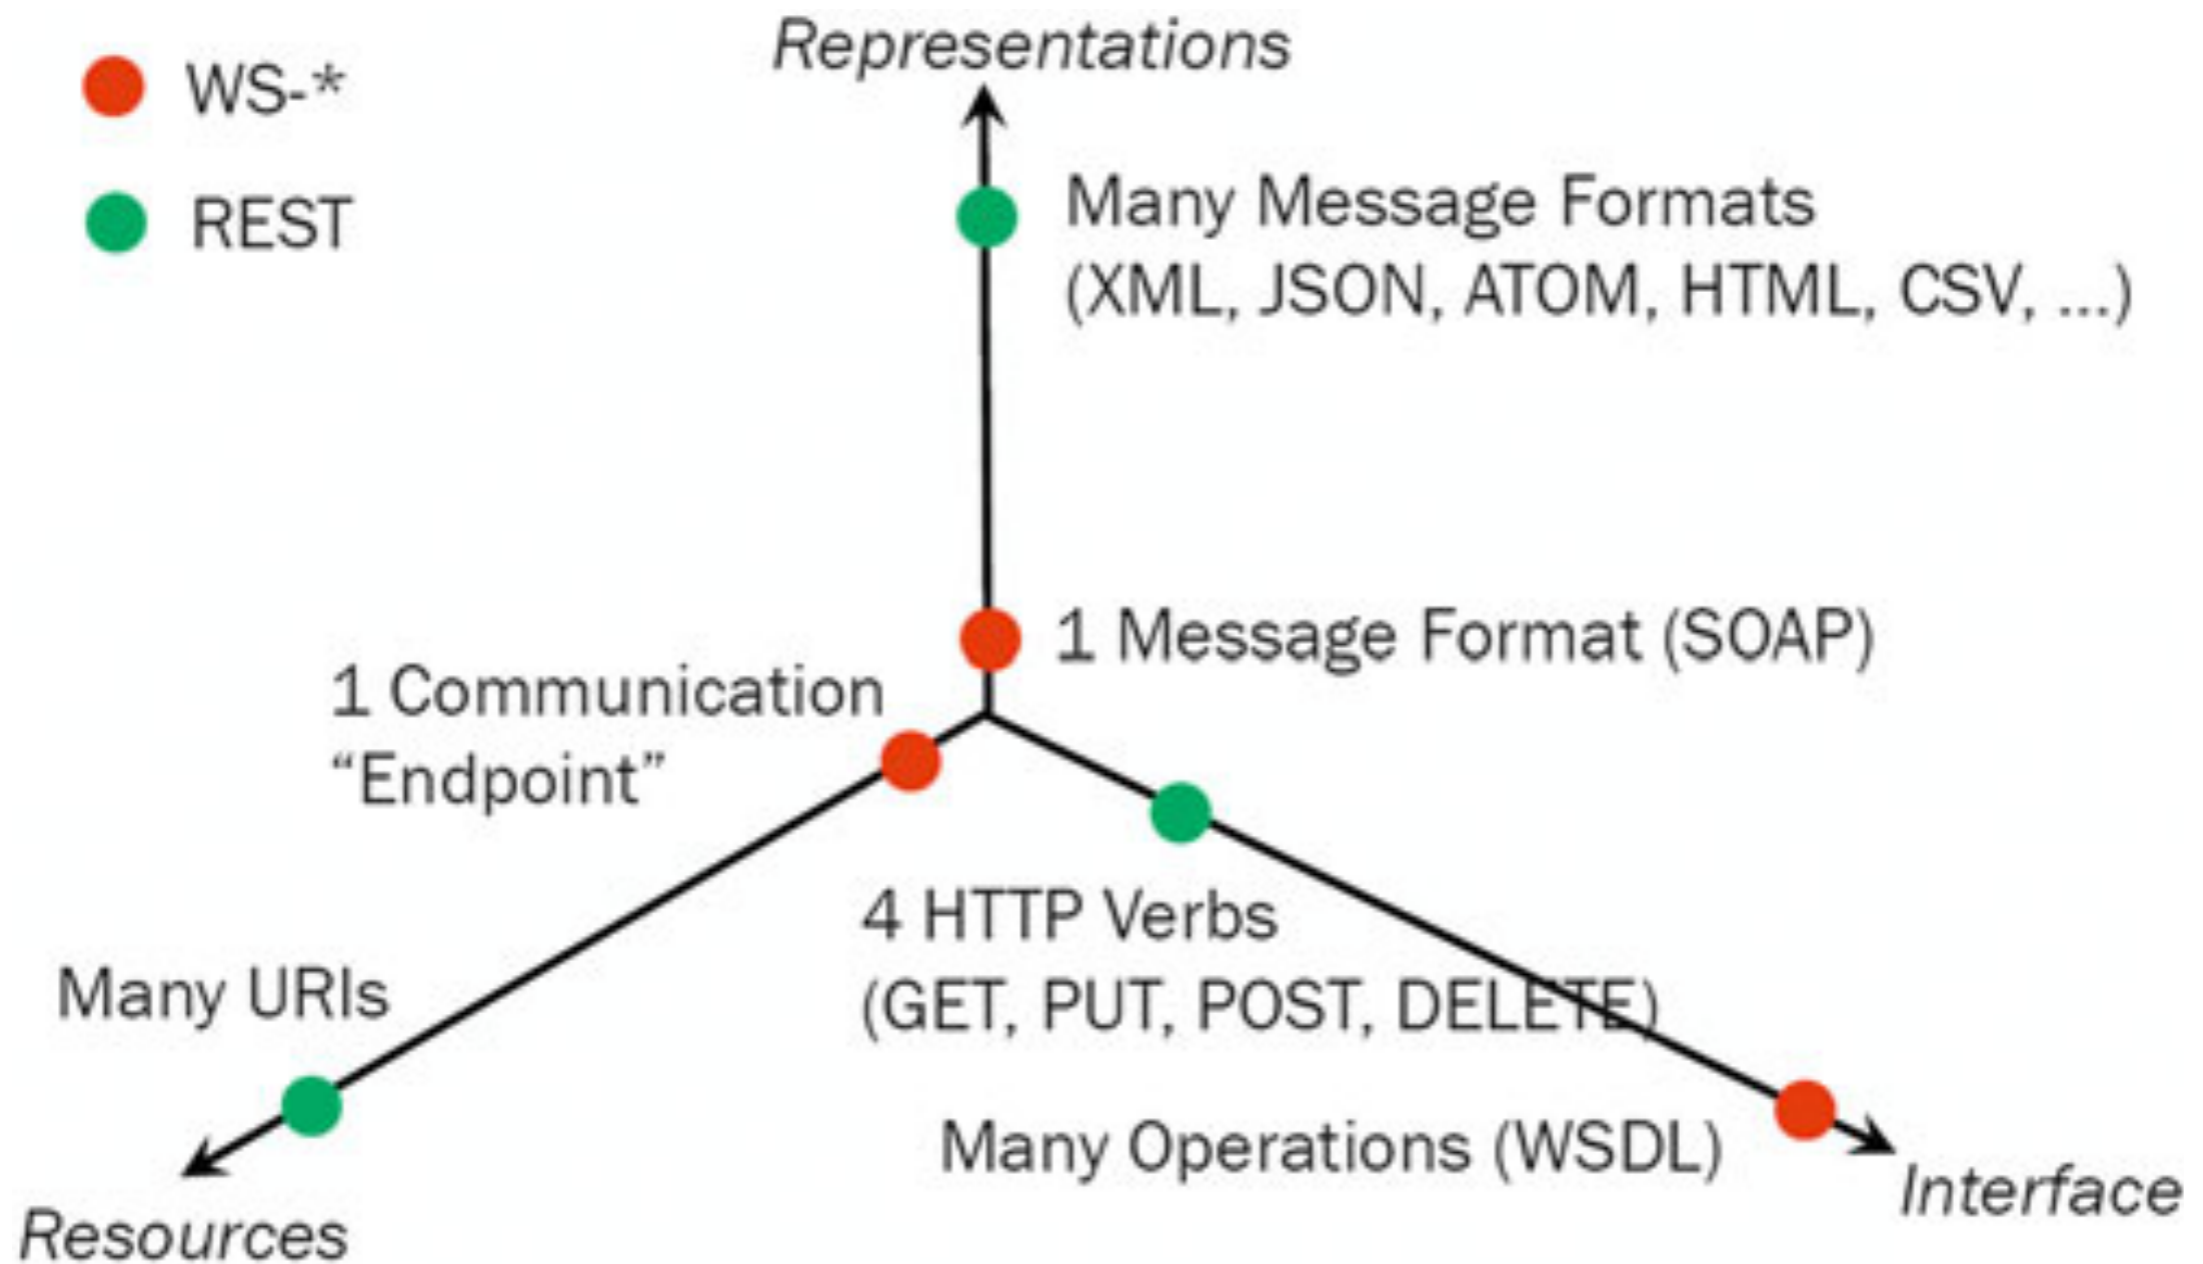 Representations
WS-*
REST
Many Message Formats
(XML, JSON, ATOM, HTML, CSV, ...)
1 Message Format (SOAP)
1 Communication
“Endpoint”
4 HTTP Verbs
(GET, PUT, POST, DELETE)
Many URIs
Many Operations (WSDL)
Interface
Resources